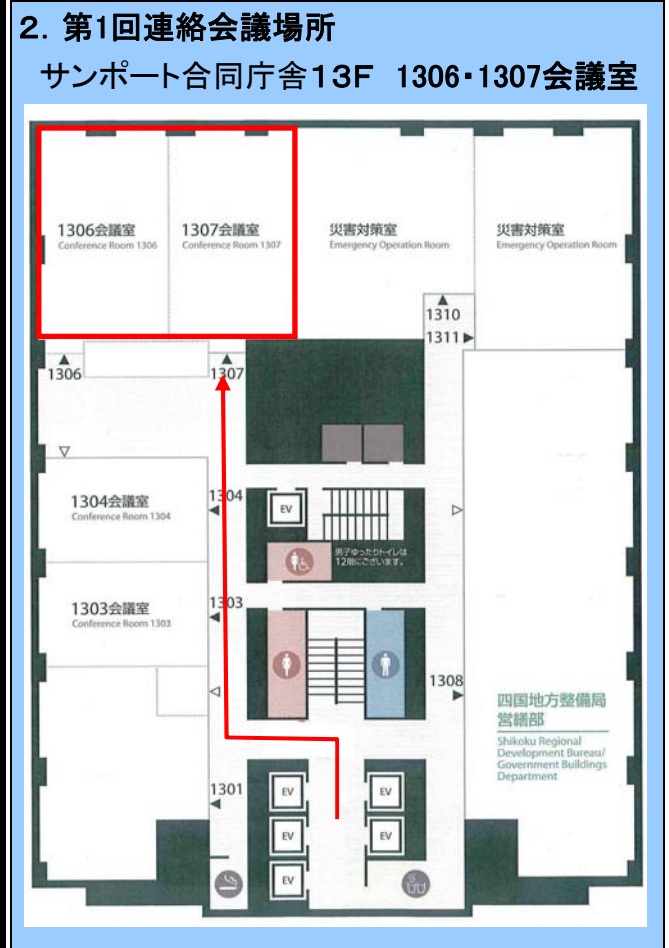 2．第1回連絡会議場所
サンポート合同庁舎１３Ｆ　1306・1307会議室
1306会議室
Conference Room 1306
1307会議室
Conference Room 1307
災害対策室
Emergency Operation Room
災害対策室
Emergency Operation Room
1310
1311
1306
1307
1304会議室
Conference Room 1304
1304
EV
男子ゆったりトイレは
12階にございます。
1303会議室
Conference Room 1303
1303
1308
四国地方整備局
営繕部
Shikoku Regional
Development Bureau/
Government Buildings
Department
1301
EV
EV
EV
EV
EV